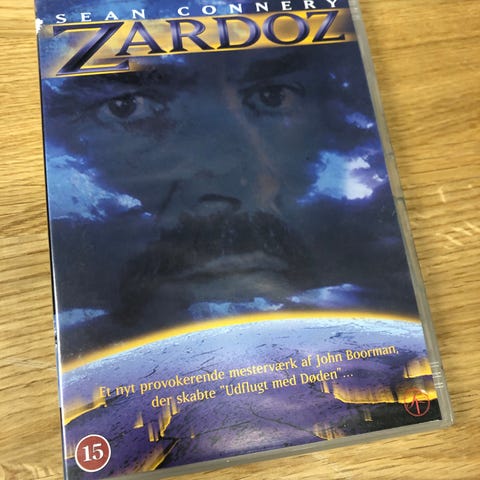 SEAN CONNERY
ZARDOZ
Et nyt provokerende mesterværk af John Boorman,
der skabte "Udflugt med Døden"...
15